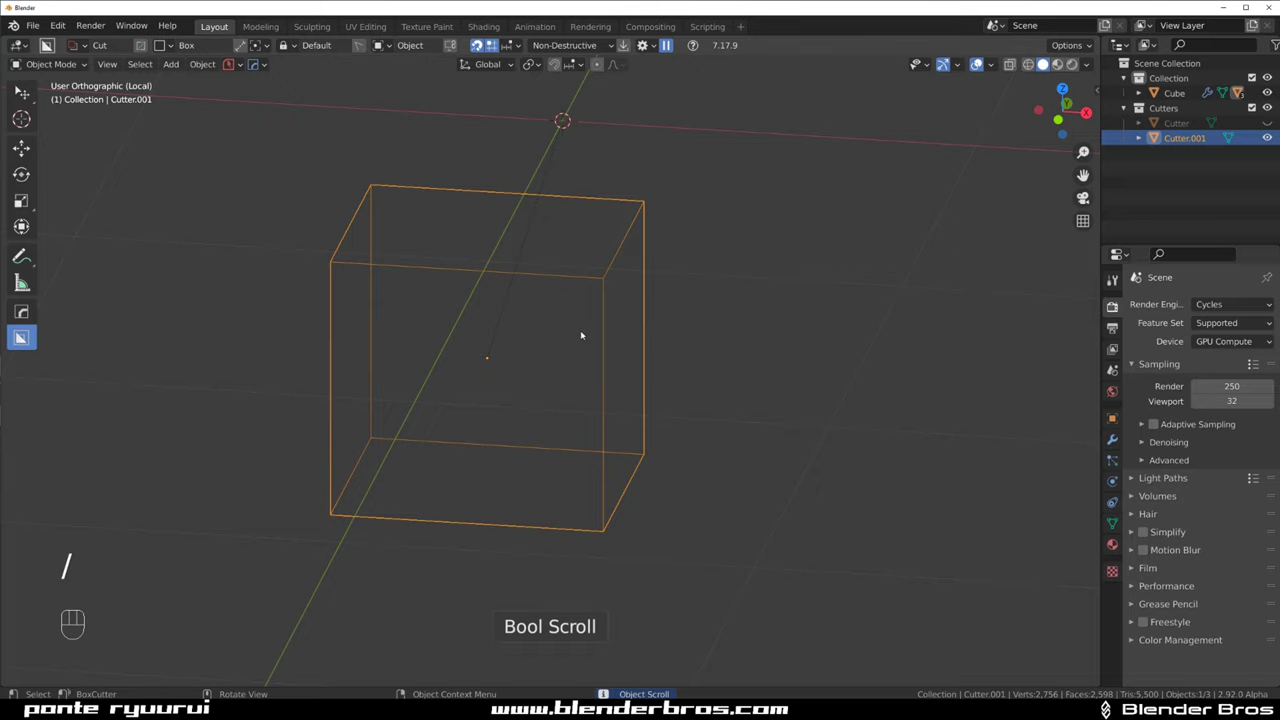 Blender
File Edit Render Window Help Layout Modeling Sculpting UV Editing Texture Paint Shading Animation Rendering Compositing Scripting + Scene View Layer
Cut Box Default Object Non-Destructive 7.17.9 Options
Object Mode View Select Add Object Global
User Orthographic (Local)
(1) Collection | Cutter.001
Scene Collection
Collection
Cube
Cutters
Cutter
Cutter.001
Scene
Render Engi.. Cycles
Feature Set Supported
Device GPU Compute
Sampling
Render 250
Viewport 32
Adaptive Sampling
Denoising
Advanced
Light Paths
Volumes
Hair
Simplify
Motion Blur
Film
Performance
Grease Pencil
Freestyle
Color Management
Z
Y
X
/
Bool Scroll
Select BoxCutter Rotate View Object Context Menu Object Scroll Collection | Cutter.001 | Verts:2,756 | Faces:2,598 | Tris:5,500 | Objects:1/3 | 2.92.0 Alpha
ponte ryuurui www.blenderbros.com Blender Bros